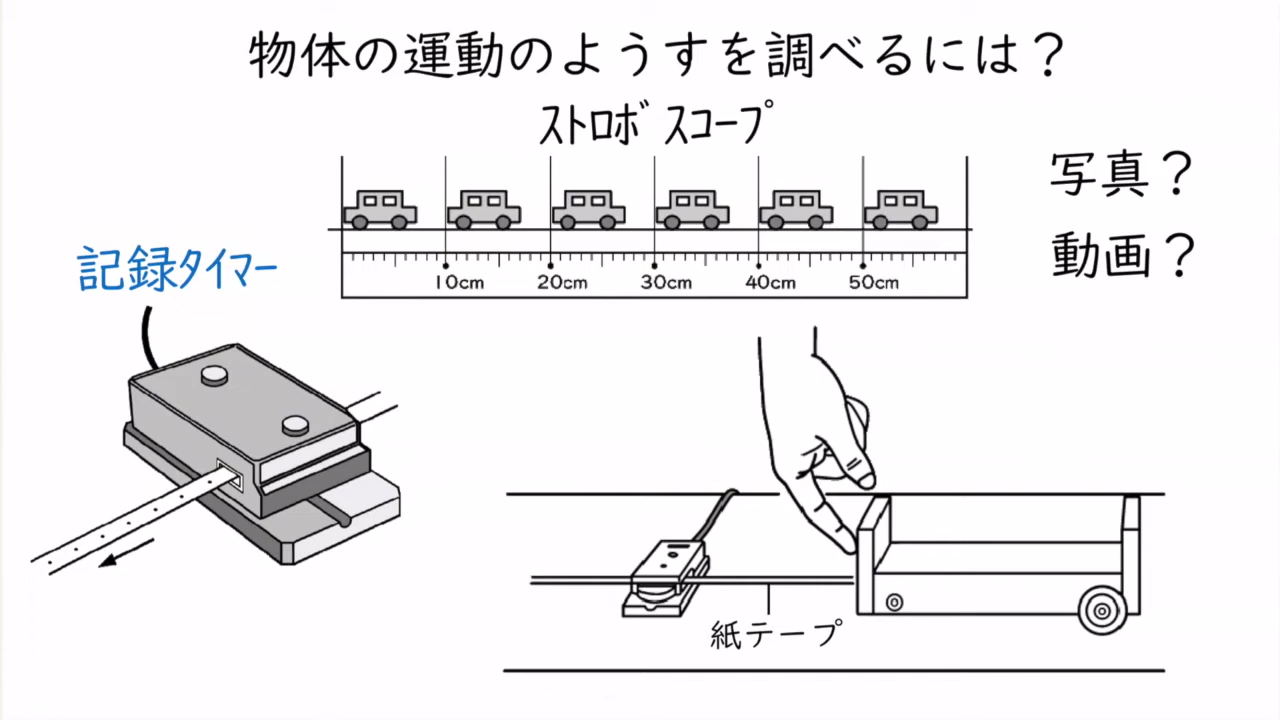 物体の運動のようすを調べるには？
ｽﾄﾛﾎﾞｽｺｰﾌﾟ
写真？
動画？
記録ﾀｲﾏｰ
10cm 20cm 30cm 40cm 50cm
紙テープ